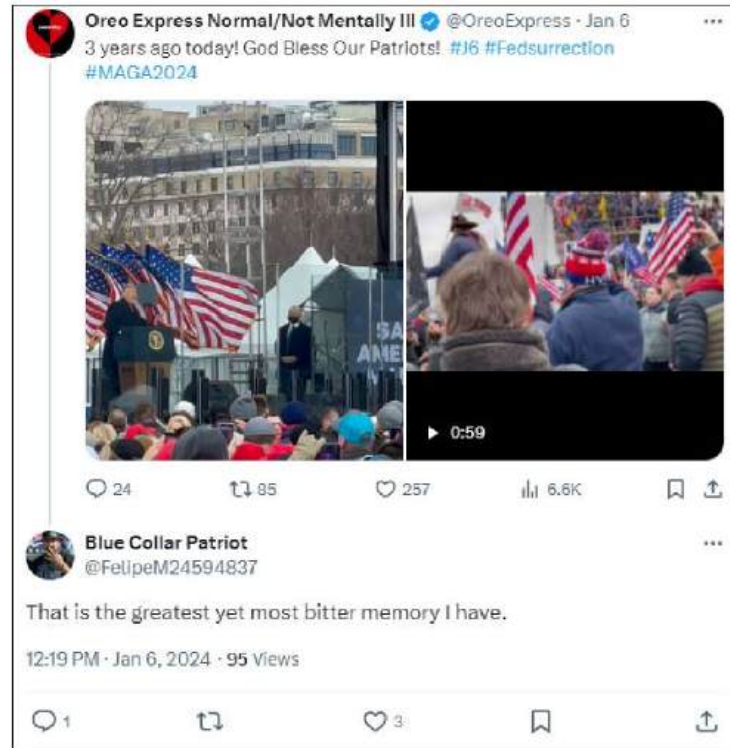 Oreo Express Normal/Not Mentally Ill @OreoExpress · Jan 6
3 years ago today! God Bless Our Patriots! #J6 #Fedsurrection
#MAGA2024
SA
AME
0:59
24 85 257 6.6K
Blue Collar Patriot
@FelipeM24594837
That is the greatest yet most bitter memory I have.
12:19 PM · Jan 6, 2024 · 95 Views
1 3